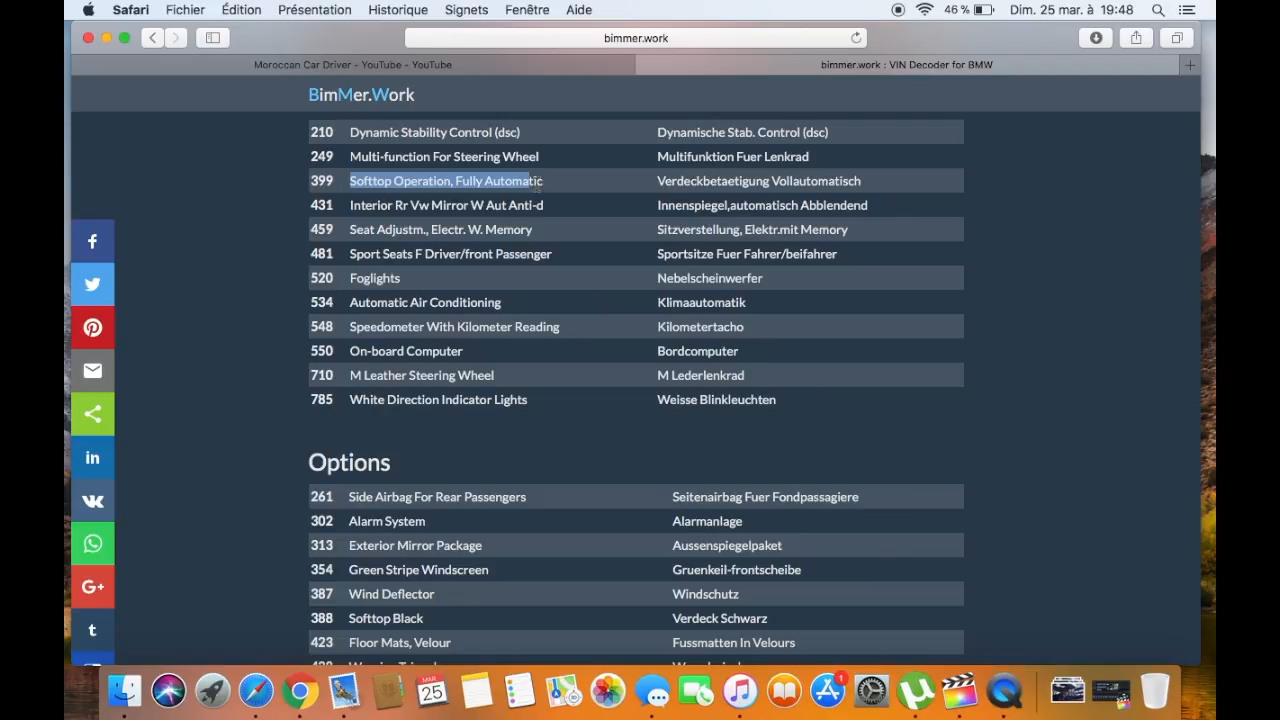 Safari Fichier Édition Présentation Historique Signets Fenêtre Aide 46 % Dim. 25 mar. à 19:48
bimmer.work
Moroccan Car Driver - YouTube - YouTube bimmer.work : VIN Decoder for BMW
BimMer.Work
210 Dynamic Stability Control (dsc) Dynamische Stab. Control (dsc)
249 Multi-function For Steering Wheel Multifunktion Fuer Lenkrad
399 Softtop Operation, Fully Automatic Verdeckbetaetigung Vollautomatisch
431 Interior Rr Vw Mirror W Aut Anti-d Innenspiegel,automatisch Abblendend
459 Seat Adjustm., Electr. W. Memory Sitzverstellung, Elektr.mit Memory
481 Sport Seats F Driver/front Passenger Sportsitze Fuer Fahrer/beifahrer
520 Foglights Nebelscheinwerfer
534 Automatic Air Conditioning Klimaautomatik
548 Speedometer With Kilometer Reading Kilometertacho
550 On-board Computer Bordcomputer
710 M Leather Steering Wheel M Lederlenkrad
785 White Direction Indicator Lights Weisse Blinkleuchten
Options
261 Side Airbag For Rear Passengers Seitenairbag Fuer Fondpassagiere
302 Alarm System Alarmanlage
313 Exterior Mirror Package Aussenspiegelpaket
354 Green Stripe Windscreen Gruenkeil-frontscheibe
387 Wind Deflector Windschutz
388 Softtop Black Verdeck Schwarz
423 Floor Mats, Velour Fussmatten In Velours
f
in
G+
t
MAR
25
1